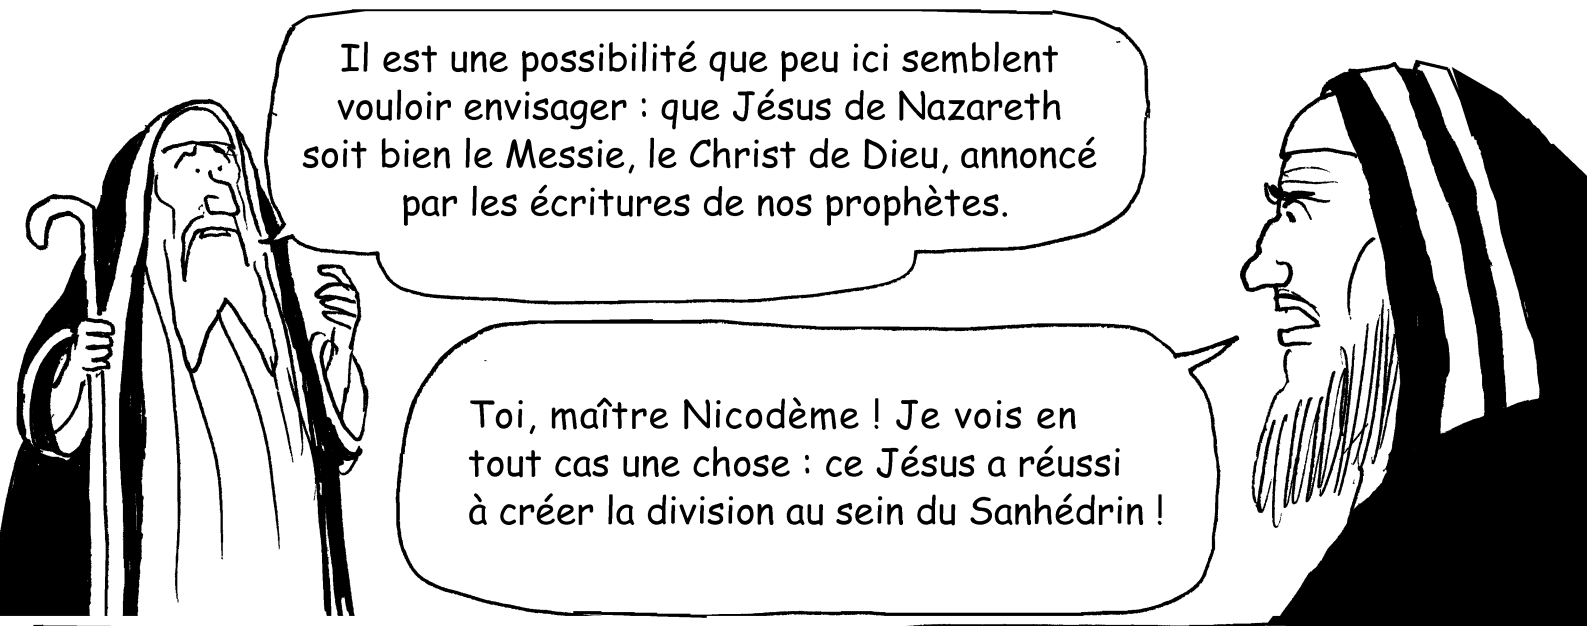 Il est une possibilité que peu ici semblent
vouloir envisager : que Jésus de Nazareth
soit bien le Messie, le Christ de Dieu, annoncé
par les écritures de nos prophètes.
Toi, maître Nicodème ! Je vois en
tout cas une chose : ce Jésus a réussi
à créer la division au sein du Sanhédrin !